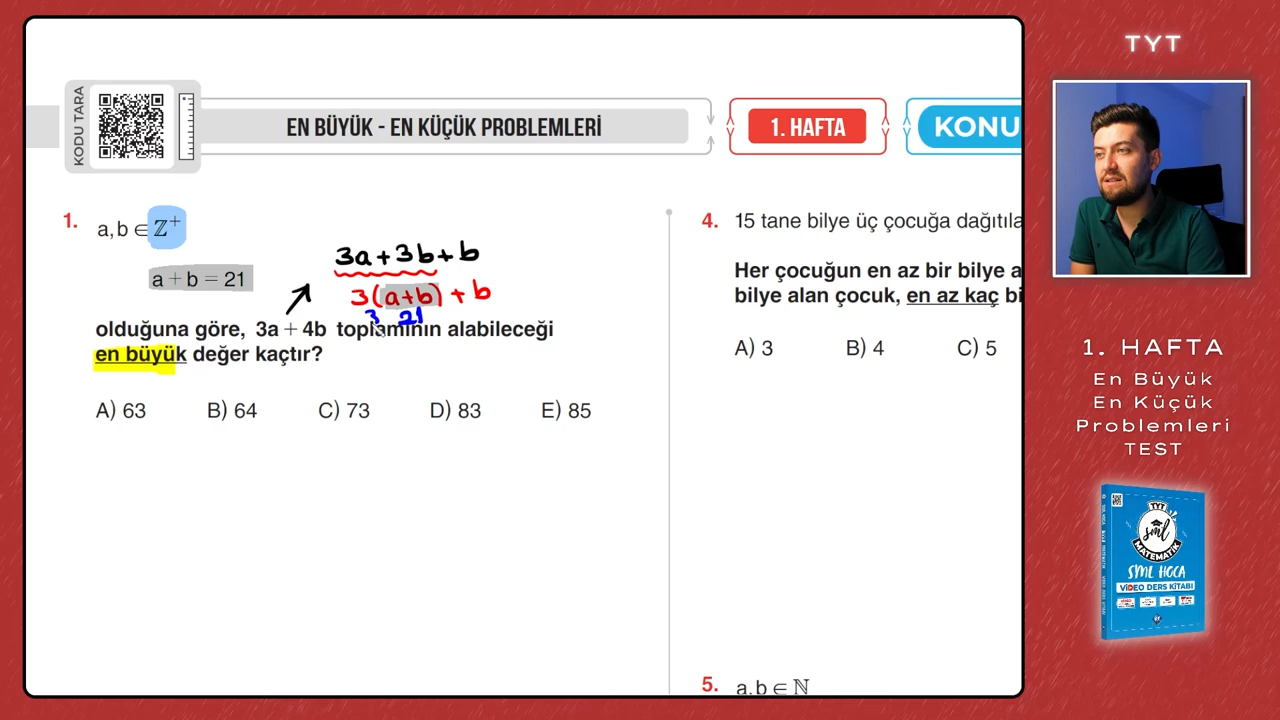 KODU TARA
EN BÜYÜK - EN KÜÇÜK PROBLEMLERİ
1. HAFTA
KONU
1.
a, b ∈ ℤ⁺
a + b = 21
3a + 3b + b
3(a+b) + b
3 21
olduğuna göre, 3a + 4b toplamının alabileceği
en büyük değer kaçtır?
A) 63 B) 64 C) 73 D) 83 E) 85
4. 15 tane bilye üç çocuğa dağıtıla
Her çocuğun en az bir bilye a
bilye alan çocuk, en az kaç bi
A) 3 B) 4 C) 5
5. a, b ∈ ℕ
TYT
1. HAFTA
En Büyük
En Küçük
Problemleri
TEST
TYT
sml
MATEMATİK
SML HOCA
VİDEO DERS KİTABI